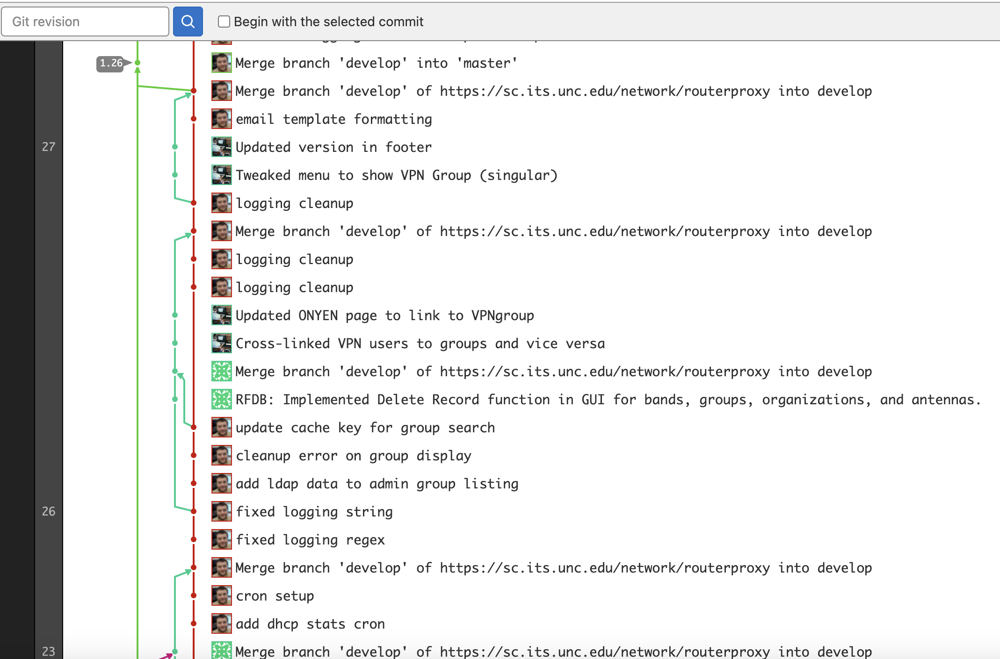 Git revision
Begin with the selected commit
1.26
Merge branch 'develop' into 'master'
Merge branch 'develop' of https://sc.its.unc.edu/network/routerproxy into develop
email template formatting
27
Updated version in footer
Tweaked menu to show VPN Group (singular)
logging cleanup
Merge branch 'develop' of https://sc.its.unc.edu/network/routerproxy into develop
logging cleanup
logging cleanup
Updated ONYEN page to link to VPNgroup
Cross-linked VPN users to groups and vice versa
Merge branch 'develop' of https://sc.its.unc.edu/network/routerproxy into develop
RFDB: Implemented Delete Record function in GUI for bands, groups, organizations, and antennas.
update cache key for group search
cleanup error on group display
add ldap data to admin group listing
26
fixed logging string
fixed logging regex
Merge branch 'develop' of https://sc.its.unc.edu/network/routerproxy into develop
cron setup
add dhcp stats cron
23
Merge branch 'develop' of https://sc.its.unc.edu/network/routerproxy into develop